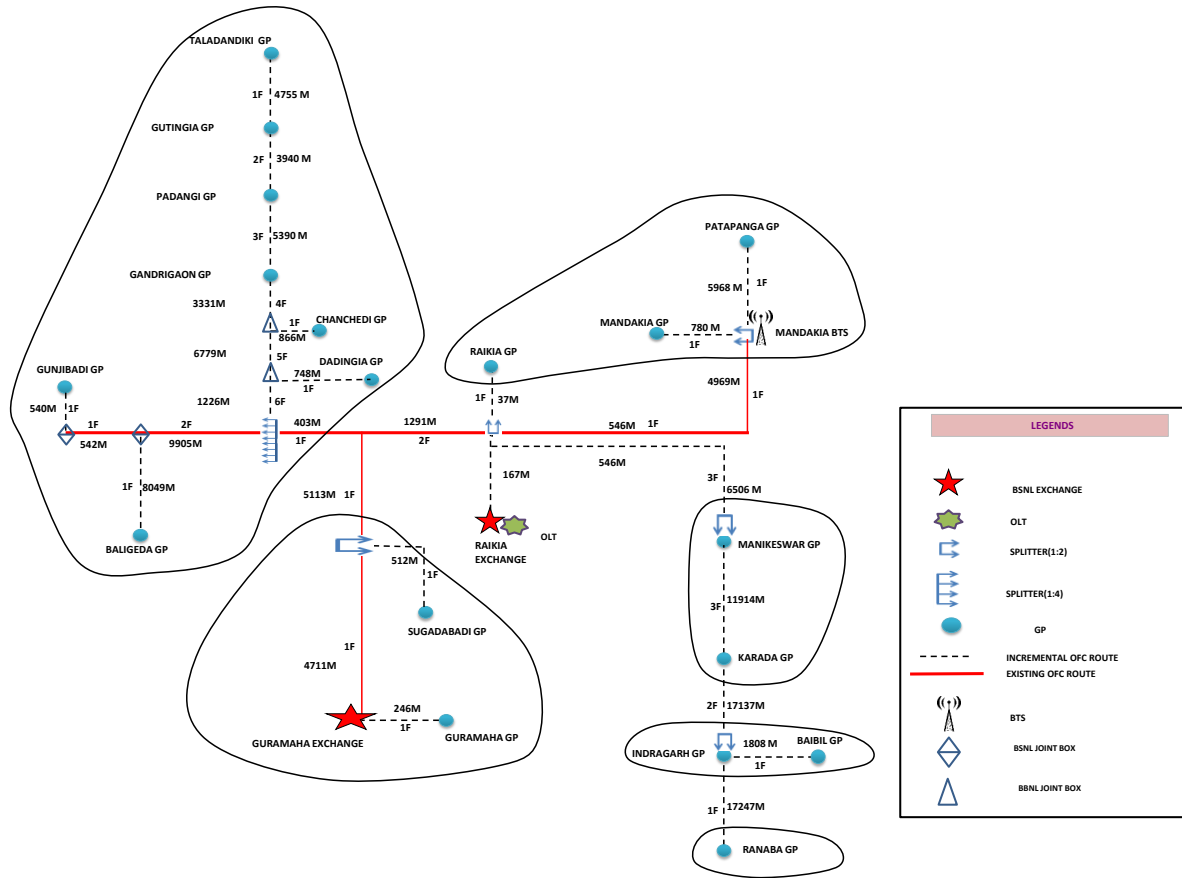 TALADANDIKI GP
1F 4755 M
GUTINGIA GP
2F 3940 M
PADANGI GP
3F 5390 M
GANDRIGAON GP
3331M 4F
1F CHANCHEDI GP
866M
6779M 5F
DADINGIA GP
748M
1F
GUNJIBADI GP
1226M 6F
540M 1F
1F 2F 403M 1291M 546M 1F
542M 9905M 1F 2F 546M
1F 8049M
BALIGEDA GP
PATAPANGA GP
5968 M 1F
MANDAKIA GP 780 M MANDAKIA BTS
1F
RAIKIA GP
1F 37M
4969M 1F
167M
RAIKIA
EXCHANGE
OLT
5113M 1F
512M 1F
SUGADABADI GP
1F
4711M
246M
1F
GURAMAHA EXCHANGE GURAMAHA GP
3F 6506 M
MANIKESWAR GP
11914M
3F
KARADA GP
2F 17137M
INDRAGARH GP 1808 M BAIBIL GP
1F
1F 17247M
RANABA GP
LEGENDS
BSNL EXCHANGE
OLT
SPLITTER(1:2)
SPLITTER(1:4)
GP
INCREMENTAL OFC ROUTE
EXISTING OFC ROUTE
BTS
BSNL JOINT BOX
BBNL JOINT BOX